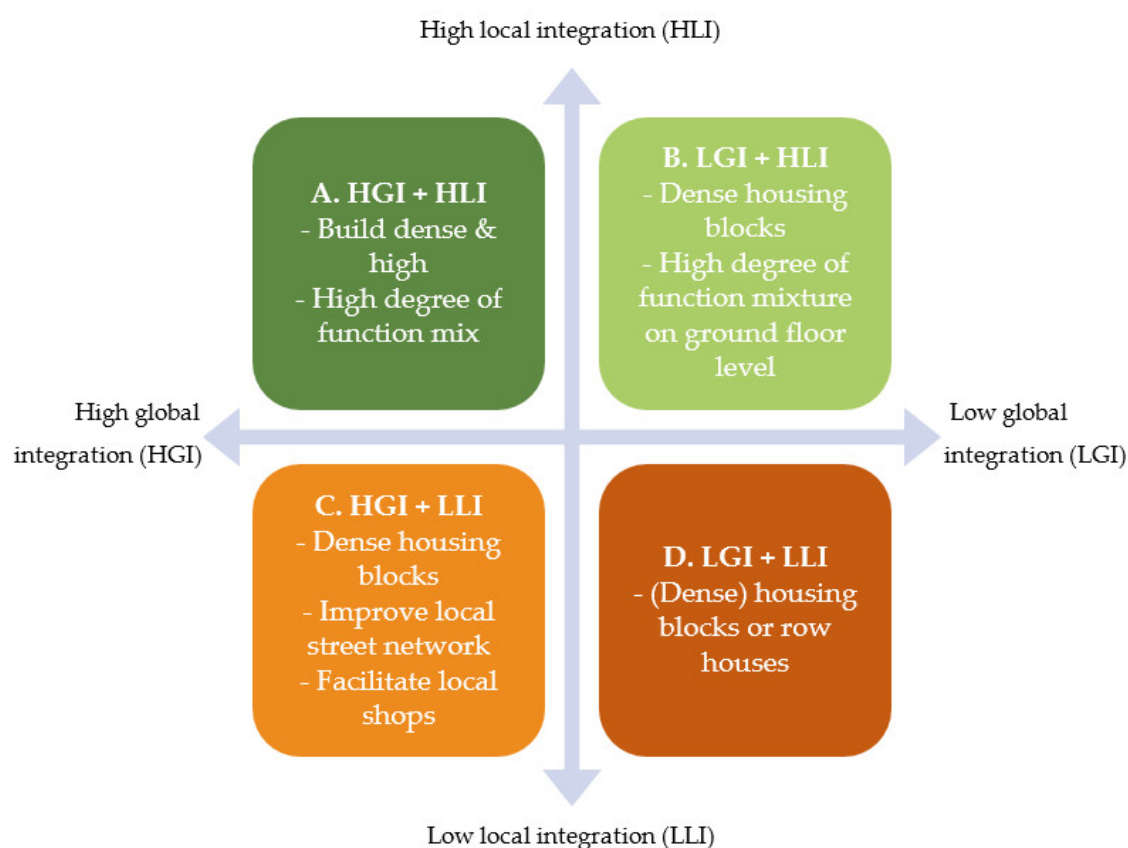 High local integration (HLI)
A. HGI + HLI
- Build dense &
high
- High degree of
function mix
B. LGI + HLI
- Dense housing
blocks
- High degree of
function mixture
on ground floor
level
High global
integration (HGI)
Low global
integration (LGI)
C. HGI + LLI
- Dense housing
blocks
- Improve local
street network
- Facilitate local
shops
D. LGI + LLI
- (Dense) housing
blocks or row
houses
Low local integration (LLI)